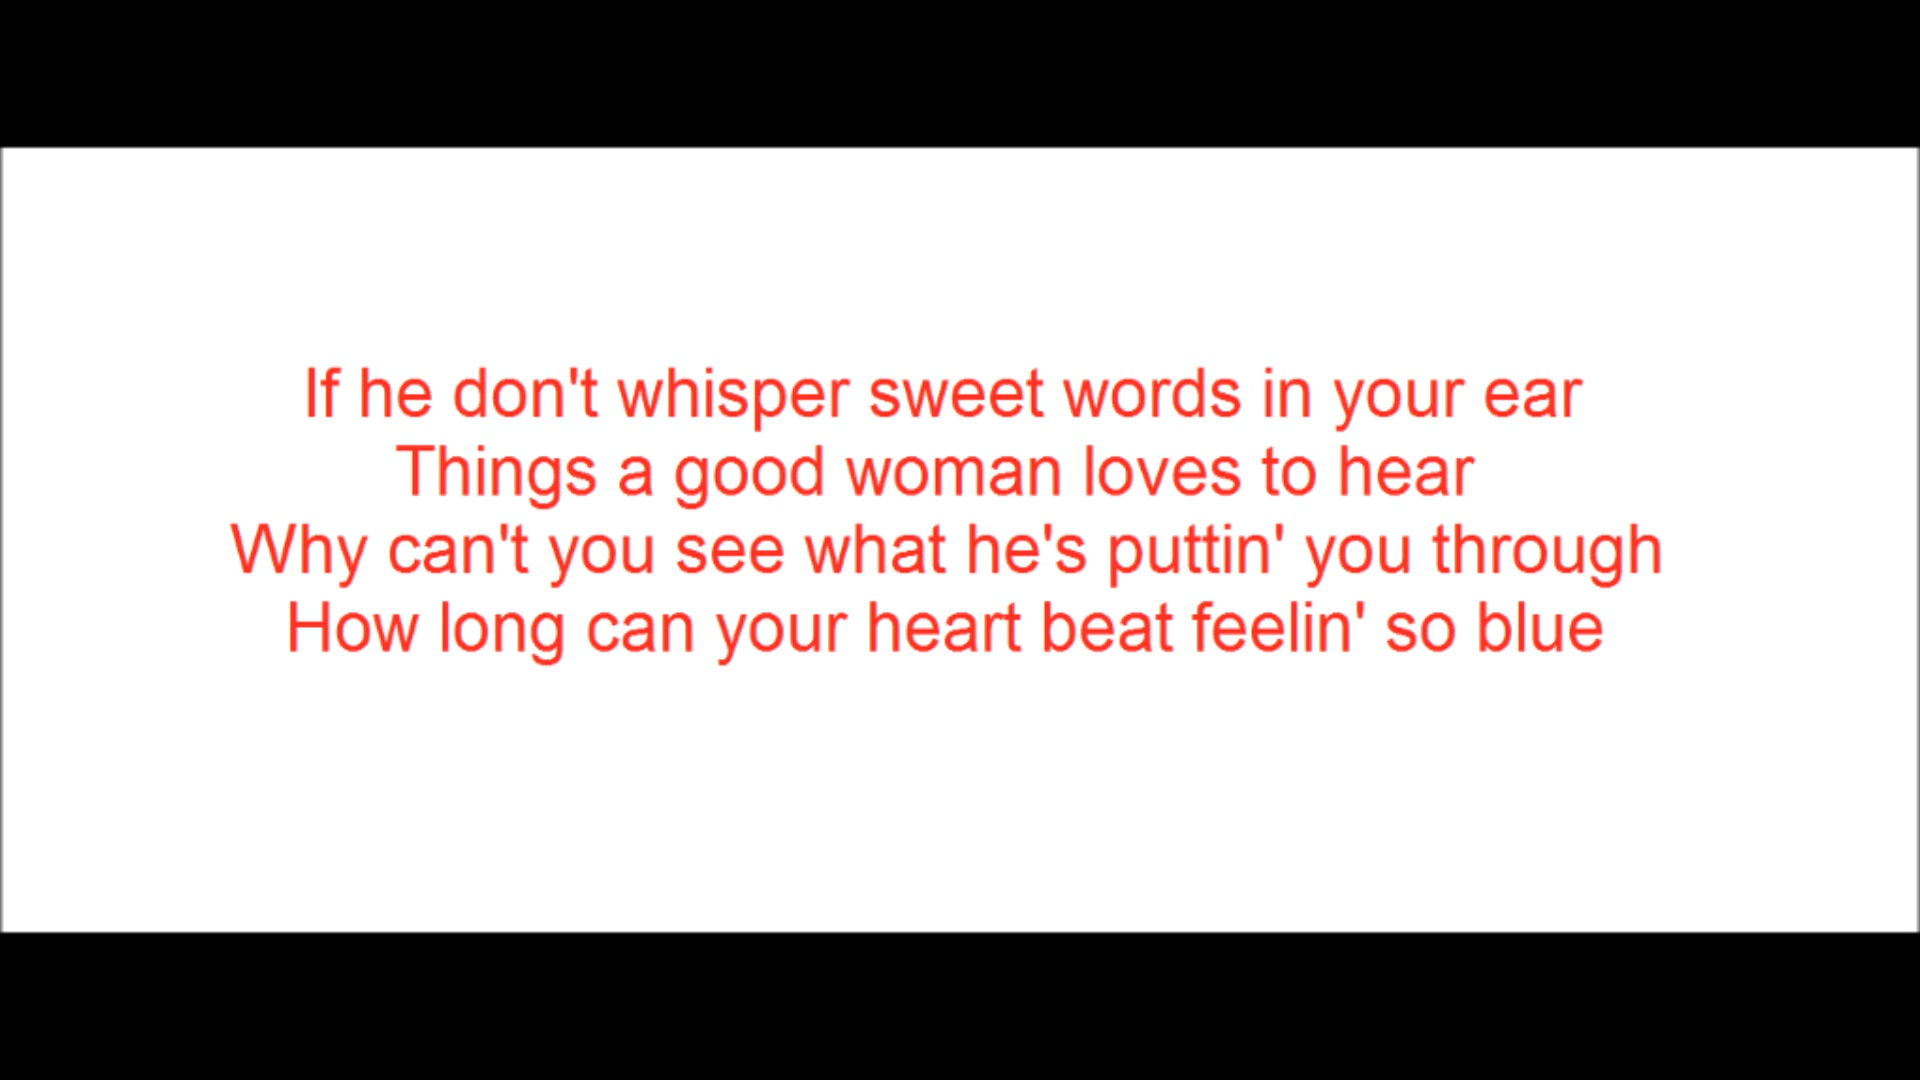 If he don't whisper sweet words in your ear
Things a good woman loves to hear
Why can't you see what he's puttin' you through
How long can your heart beat feelin' so blue